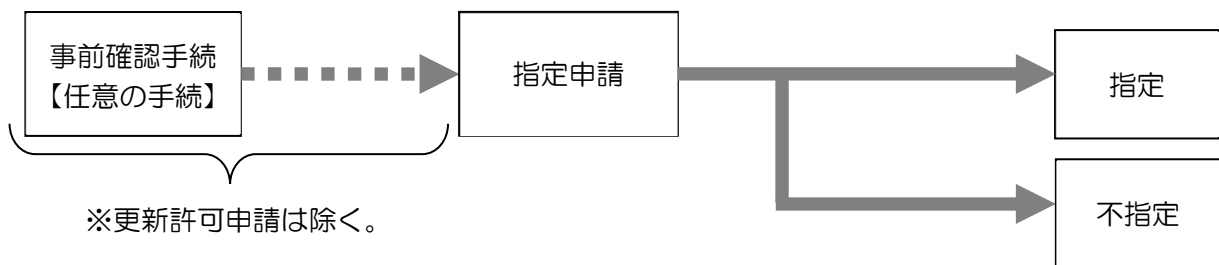 事前確認手続
【任意の手続】
指定申請
指定
不指定
※更新許可申請は除く。